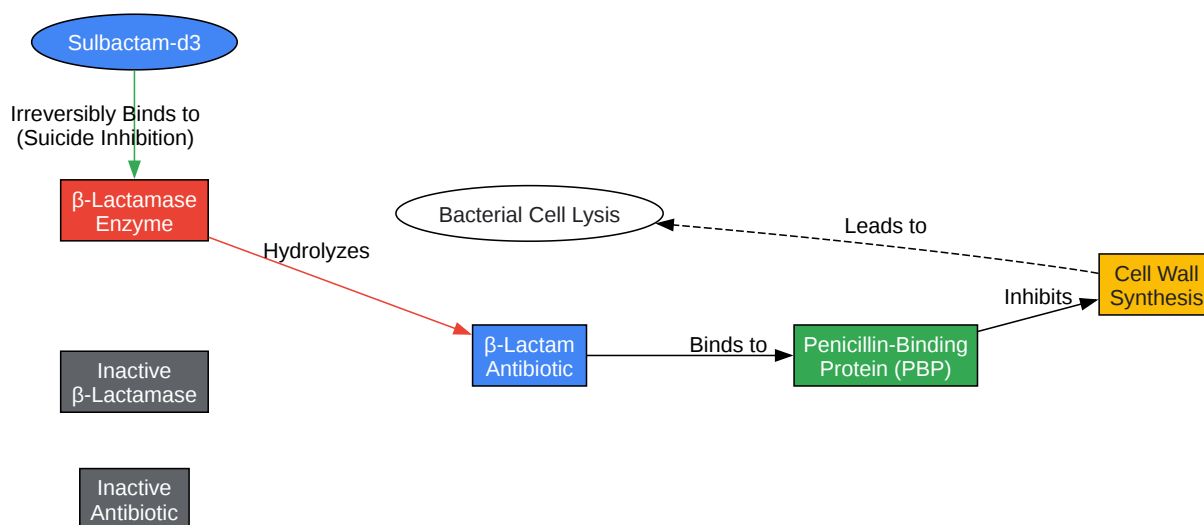 Sulbactam-d3
Irreversibly Binds to
(Suicide Inhibition)
β-Lactamase
Enzyme
Hydrolyzes
Bacterial Cell Lysis
Leads to
Cell Wall
Synthesis
Inhibits
β-Lactam
Antibiotic
Binds to
Penicillin-Binding
Protein (PBP)
Inactive
β-Lactamase
Inactive
Antibiotic